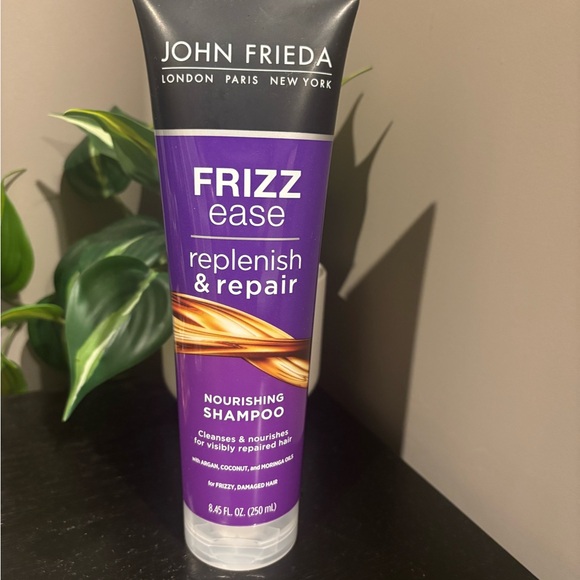 JOHN FRIEDA
LONDON PARIS NEW YORK
FRIZZ
ease
replenish
& repair
NOURISHING
SHAMPOO
Cleanses & nourishes
for visibly repaired hair
with ARGAN, COCONUT, and MORINGA OILS
for FRIZZY, DAMAGED HAIR
8.45 FL. OZ. (250 mL)